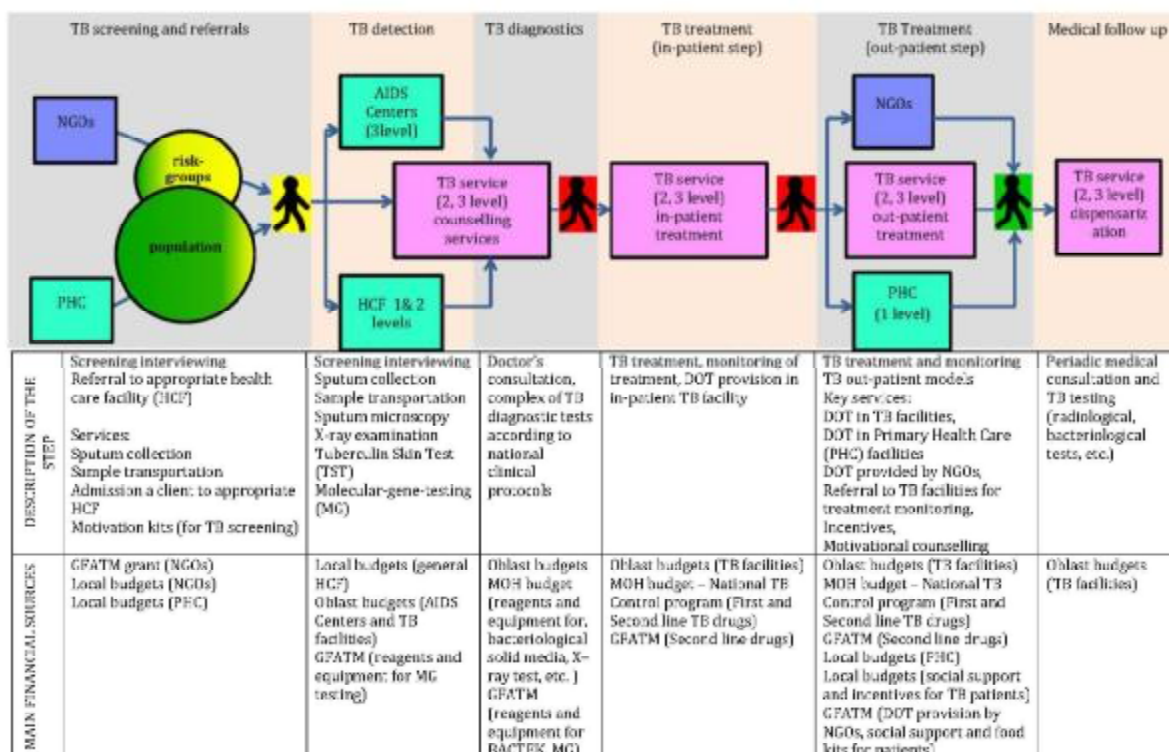 TB screening and referrals
TB detection
TB diagnostics
TB treatment
(in-patient step)
TB Treatment
(out-patient step)
Medical follow up
NGOs
risk-
groups
population
PHC
AIDS
Centers
(3level)
TB service
(2, 3 level)
counselling
services
HCF 1& 2
levels
TB service
(2, 3 level)
in-patient
treatment
NGOs
TB service
(2, 3 level)
out-patient
treatment
PHC
(1 level)
TB service
(2, 3 level)
dispensariz
ation
DESCRIPTION OF THE
STEP
Screening interviewing
Referral to appropriate health
care facility (HCF)
Services:
Sputum collection
Sample transportation
Admission a client to appropriate
HCF
Motivation kits (for TB screening)
Screening interviewing
Sputum collection
Sample transportation
Sputum microscopy
X-ray examination
Tuberculin Skin Test
(TST)
Molecular-gene-testing
(MG)
Doctor's
consultation,
complex of TB
diagnostic tests
according to
national
clinical
protocols
TB treatment, monitoring of
treatment, DOT provision in
in-patient TB facility
TB treatment and monitoring
TB out-patient models
Key services:
DOT in TB facilities,
DOT in Primary Health Care
(PHC) facilities
DOT provided by NGOs,
Referral to TB facilities for
treatment monitoring,
Incentives,
Motivational counselling
Periodic medical
consultation and
TB testing
(radiological,
bacteriological
tests, etc.)
MAIN FINANCIAL SOURCES
GFATM grant (NGOs)
Local budgets (NGOs)
Local budgets (PHC)
Local budgets (general
HCF)
Oblast budgets (AIDS
Centers and TB
facilities)
GFATM (reagents and
equipment for MG
testing)
Oblast budgets
MOH budget
(reagents and
equipment for,
bacteriological
solid media, X-
ray test, etc. )
GFATM
(reagents and
equipment for
BACTEK, MG)
Oblast budgets (TB facilities)
MOH budget – National TB
Control program (First and
Second line TB drugs)
GFATM (Second line drugs)
Oblast budgets (TB facilities)
MOH budget – National TB
Control program (First and
Second line TB drugs)
GFATM (Second line drugs)
Local budgets (PHC)
Local budgets (social support
and incentives for TB patients)
GFATM (DOT provision by
NGOs, social support and food
kits for patients)
Oblast budgets
(TB facilities)